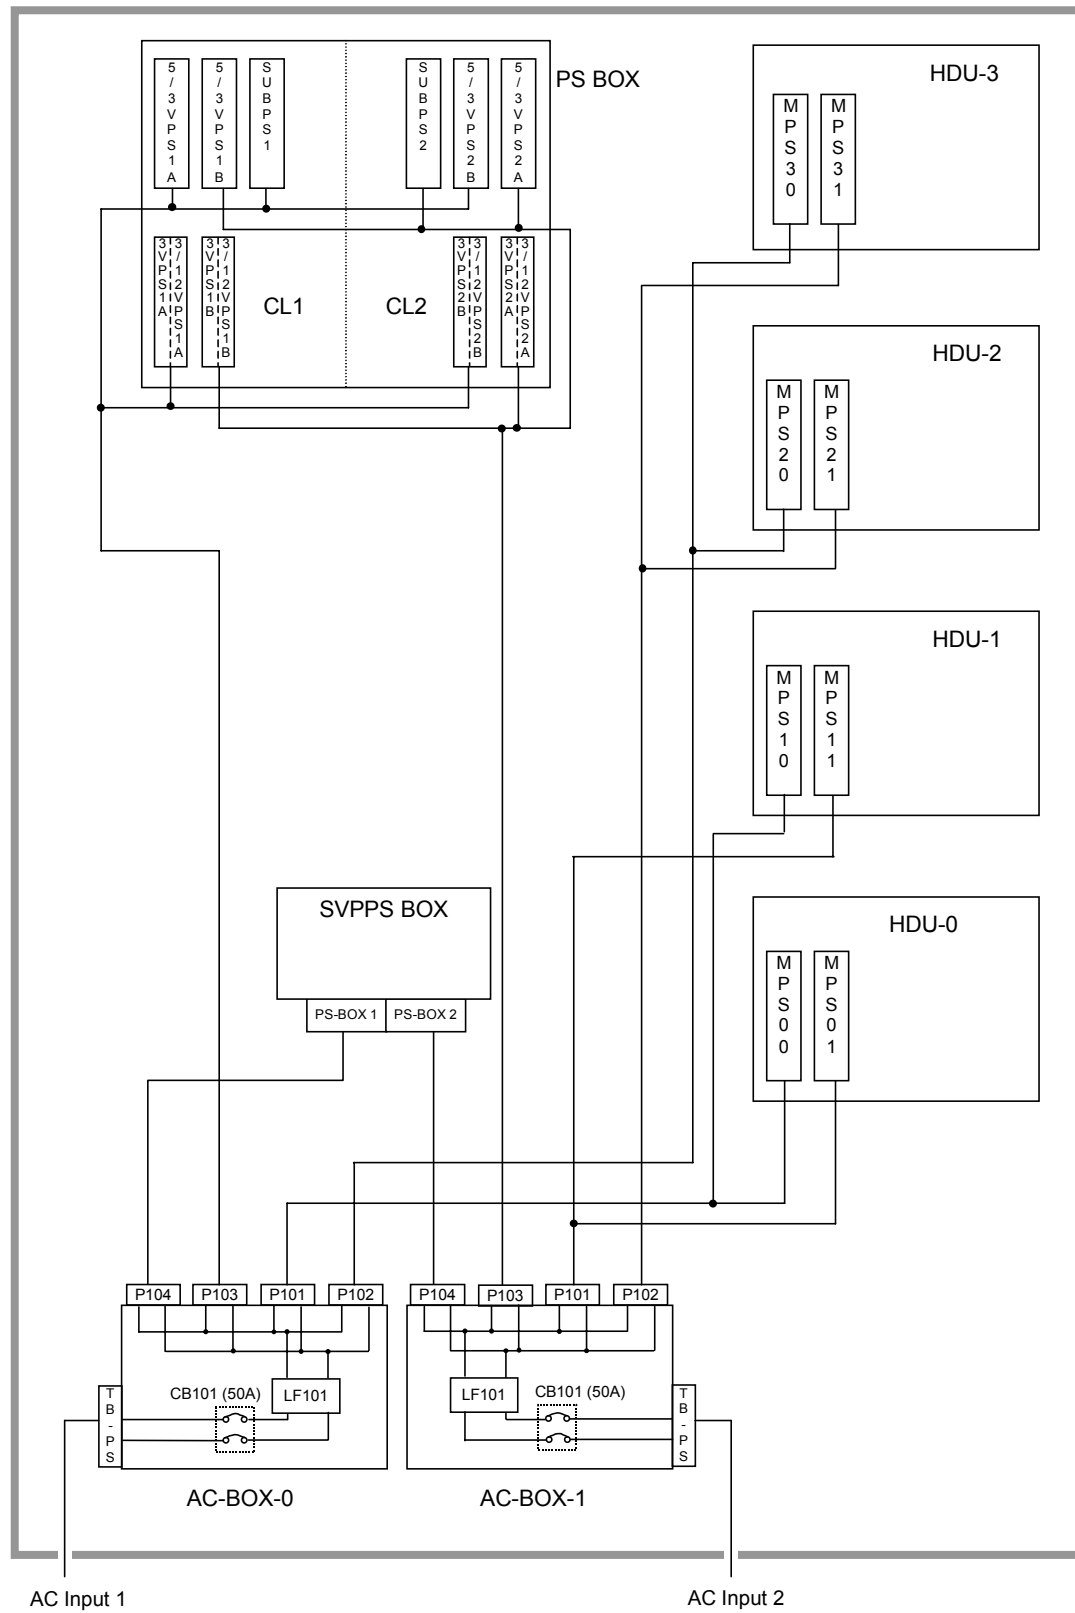 PS BOX
5/3VPS1A
5/3VPS1B
SUBPS1
SUBPS2
5/3VPS2B
5/3VPS2A
3VPS1A
3/12VPS1A
3VPS1B
3/12VPS1B
CL1
CL2
3VPS2B
3/12VPS2B
3VPS2A
3/12VPS2A
HDU-3
MPS30
MPS31
HDU-2
MPS20
MPS21
HDU-1
MPS10
MPS11
HDU-0
MPS00
MPS01
SVPPS BOX
PS-BOX 1
PS-BOX 2
P104
P103
P101
P102
P104
P103
P101
P102
TB-PS
CB101 (50A)
LF101
LF101
CB101 (50A)
TB-PS
AC-BOX-0
AC-BOX-1
AC Input 1
AC Input 2